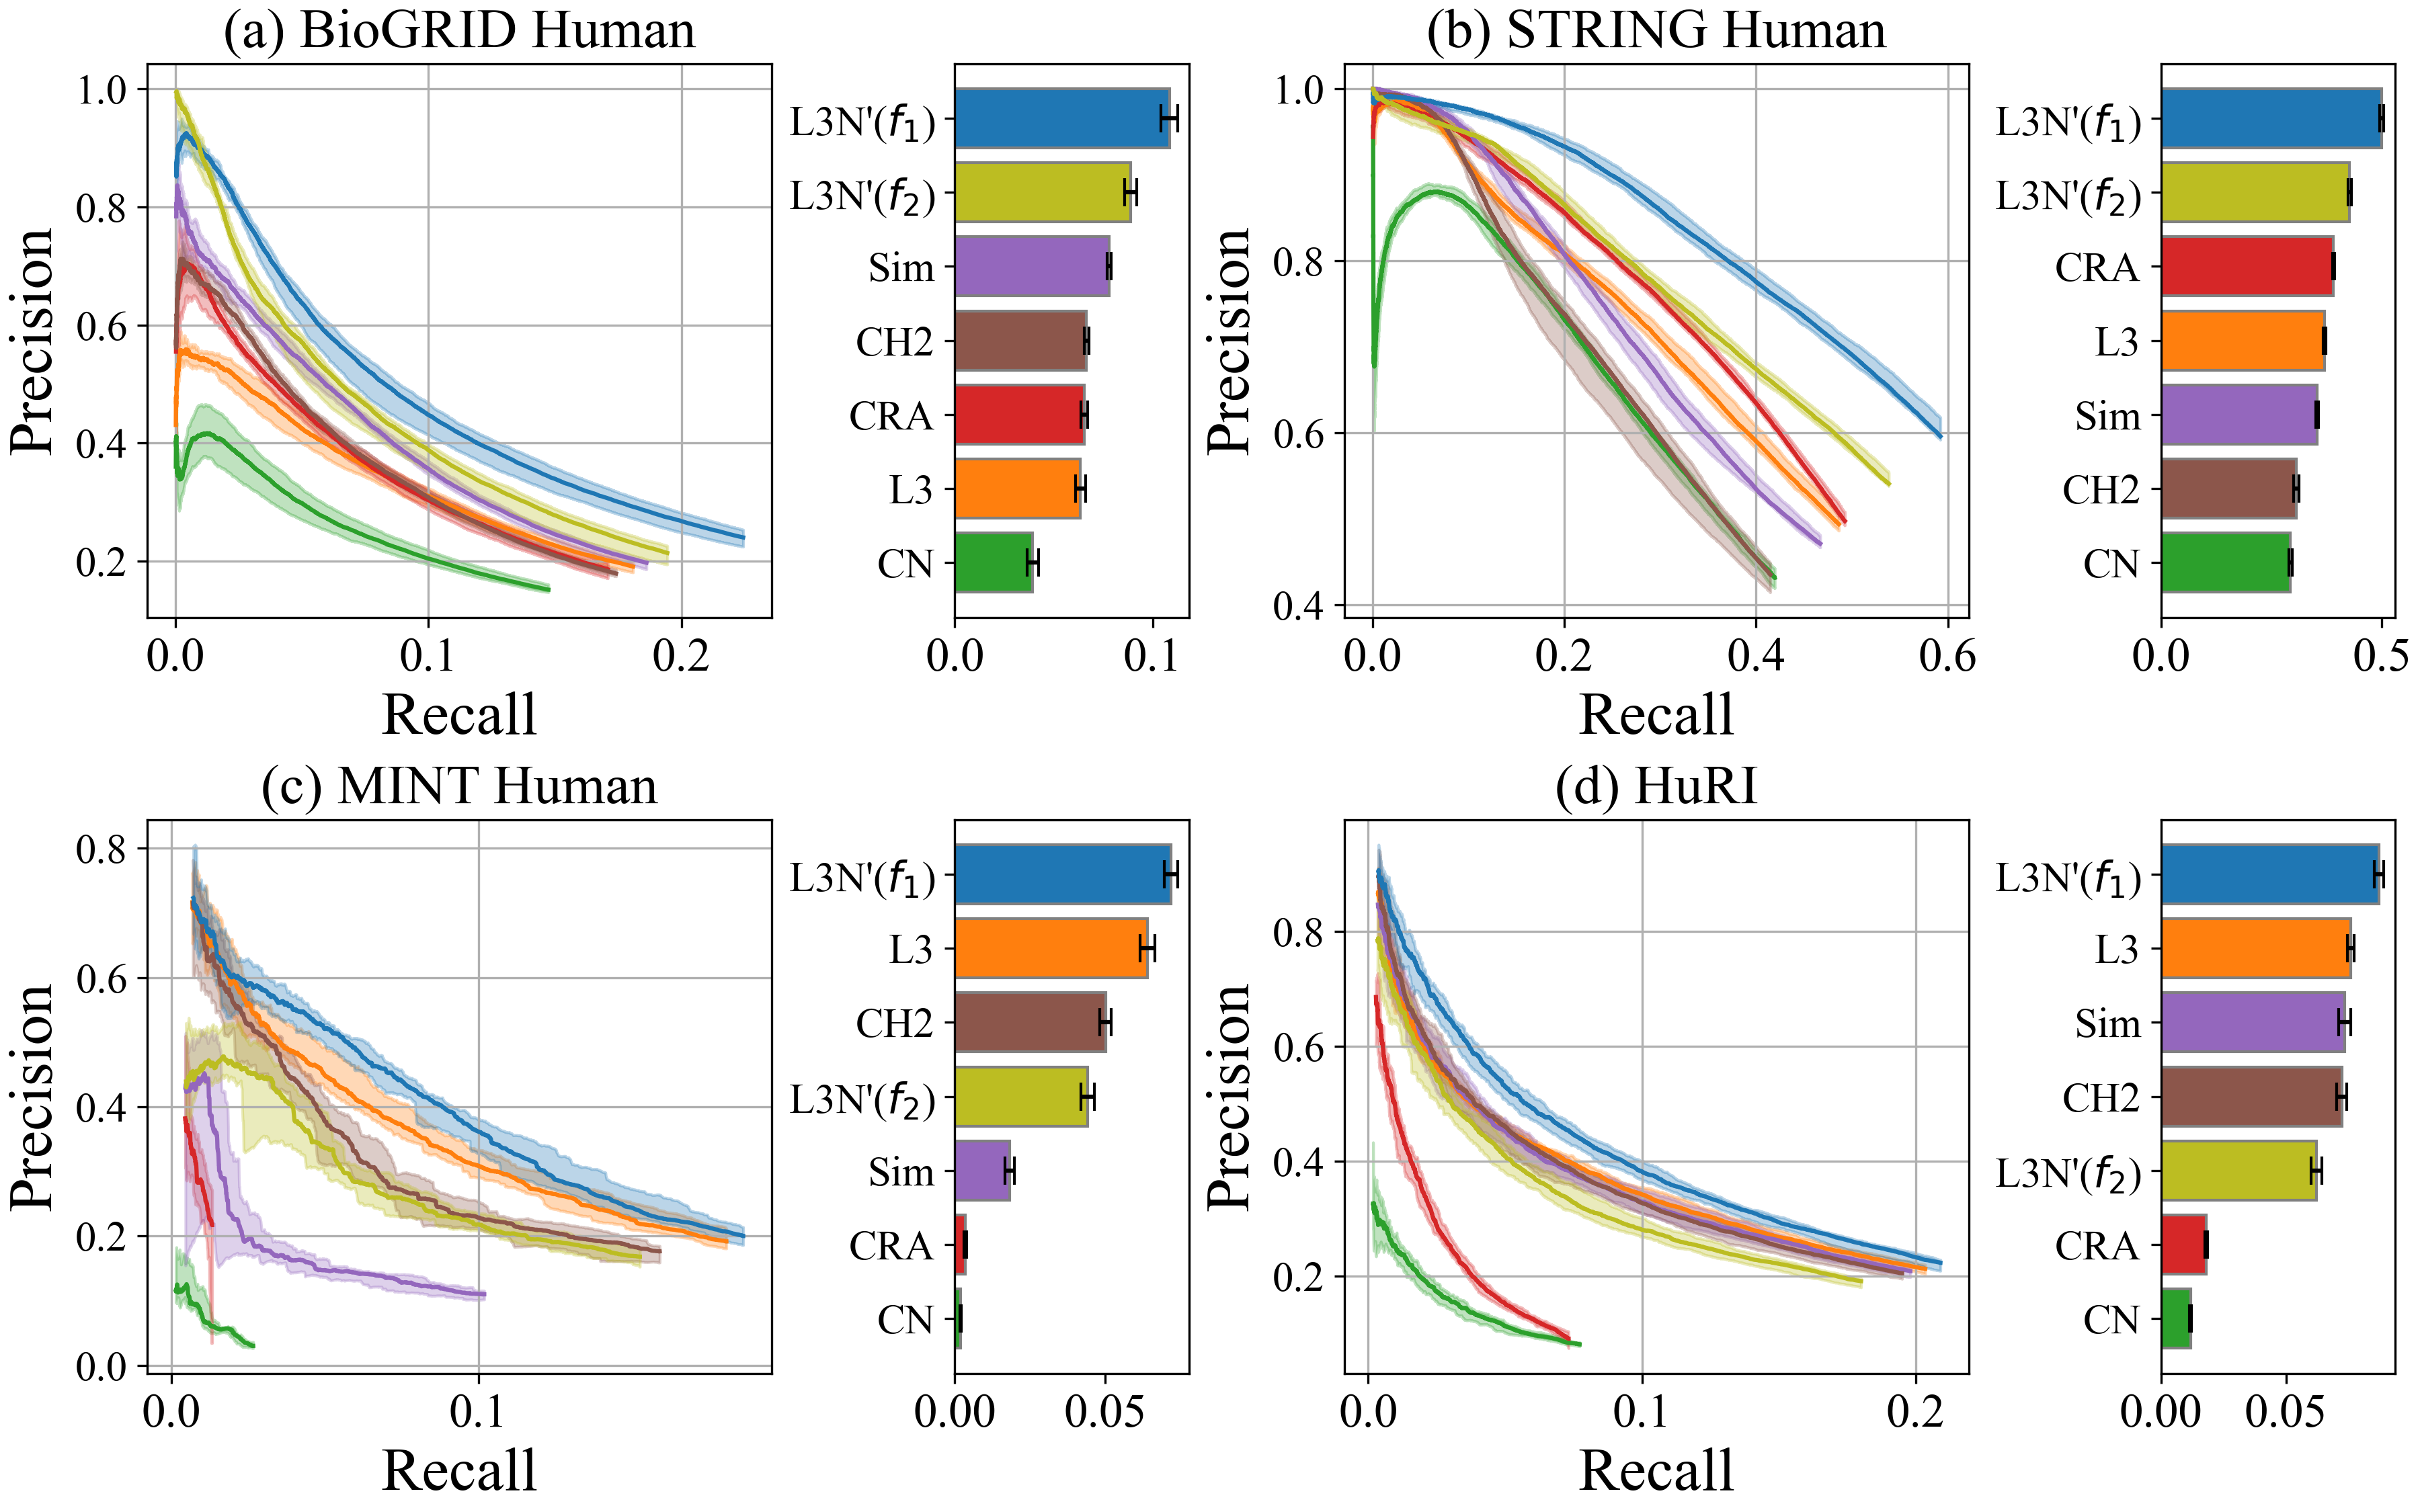 (a) BioGRID Human
Precision
1.0
0.8
0.6
0.4
0.2
0.0 0.1 0.2
Recall
L3N'(f1)
L3N'(f2)
Sim
CH2
CRA
L3
CN
0.0 0.1
(b) STRING Human
Precision
1.0
0.8
0.6
0.4
0.0 0.2 0.4 0.6
Recall
L3N'(f1)
L3N'(f2)
CRA
L3
Sim
CH2
CN
0.0 0.5
(c) MINT Human
Precision
0.8
0.6
0.4
0.2
0.0
0.0 0.1
Recall
L3N'(f1)
L3
CH2
L3N'(f2)
Sim
CRA
CN
0.00 0.05
(d) HuRI
Precision
0.8
0.6
0.4
0.2
0.0 0.1 0.2
Recall
L3N'(f1)
L3
Sim
CH2
L3N'(f2)
CRA
CN
0.00 0.05